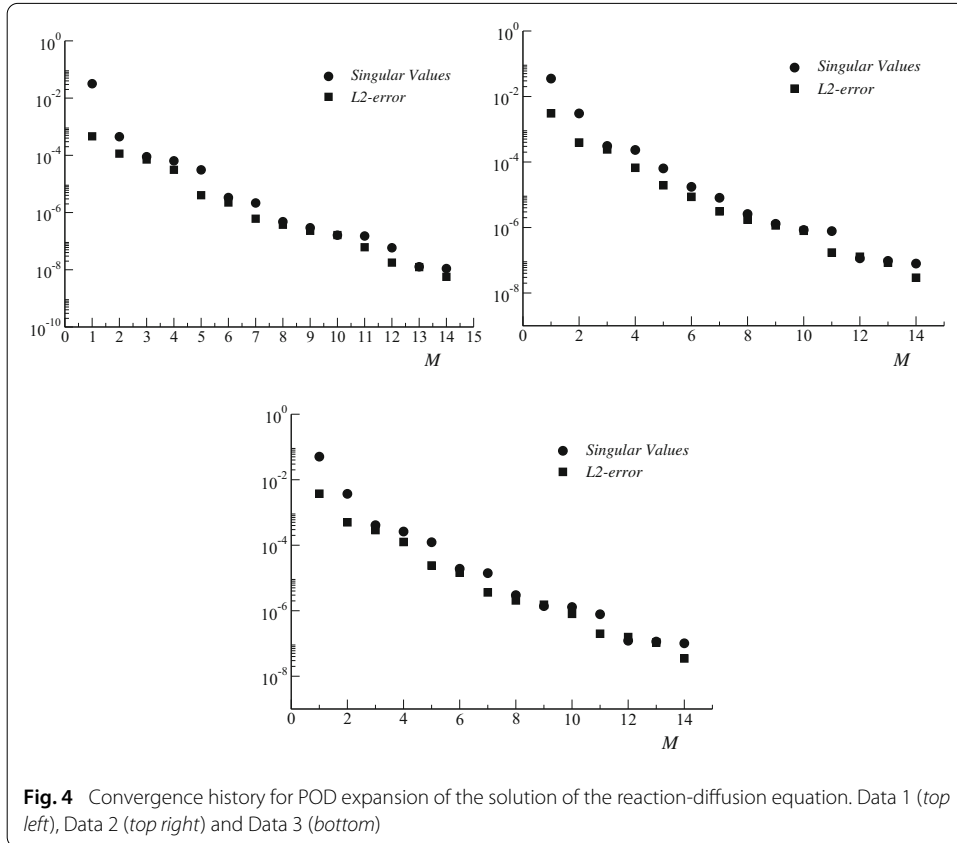 10^0
10^-2
10^-4
10^-6
10^-8
10^-10
Singular Values
L2-error
0 1 2 3 4 5 6 7 8 9 10 11 12 13 14 15
M
10^0
10^-2
10^-4
10^-6
10^-8
Singular Values
L2-error
0 2 4 6 8 10 12 14
M
10^0
10^-2
10^-4
10^-6
10^-8
Singular Values
L2-error
0 2 4 6 8 10 12 14
M
Fig. 4 Convergence history for POD expansion of the solution of the reaction-diffusion equation. Data 1 (top
left), Data 2 (top right) and Data 3 (bottom)